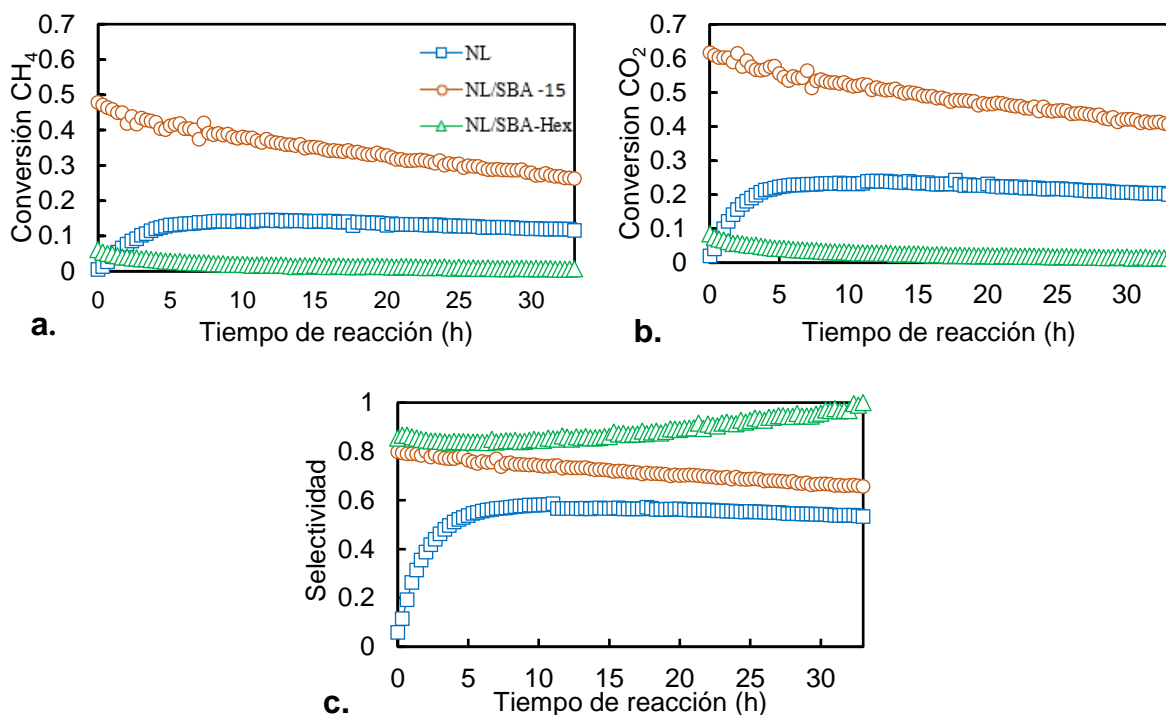 0.7
0.6
0.5
0.4
0.3
0.2
0.1
0
Conversión CH4
NL
NL/SBA -15
NL/SBA-Hex
0 5 10 15 20 25 30
Tiempo de reacción (h)
a.
0.7
0.6
0.5
0.4
0.3
0.2
0.1
0
Conversión CO2
0 5 10 15 20 25 30
Tiempo de reacción (h)
b.
1
0.8
0.6
0.4
0.2
0
Selectividad
0 5 10 15 20 25 30
Tiempo de reacción (h)
c.